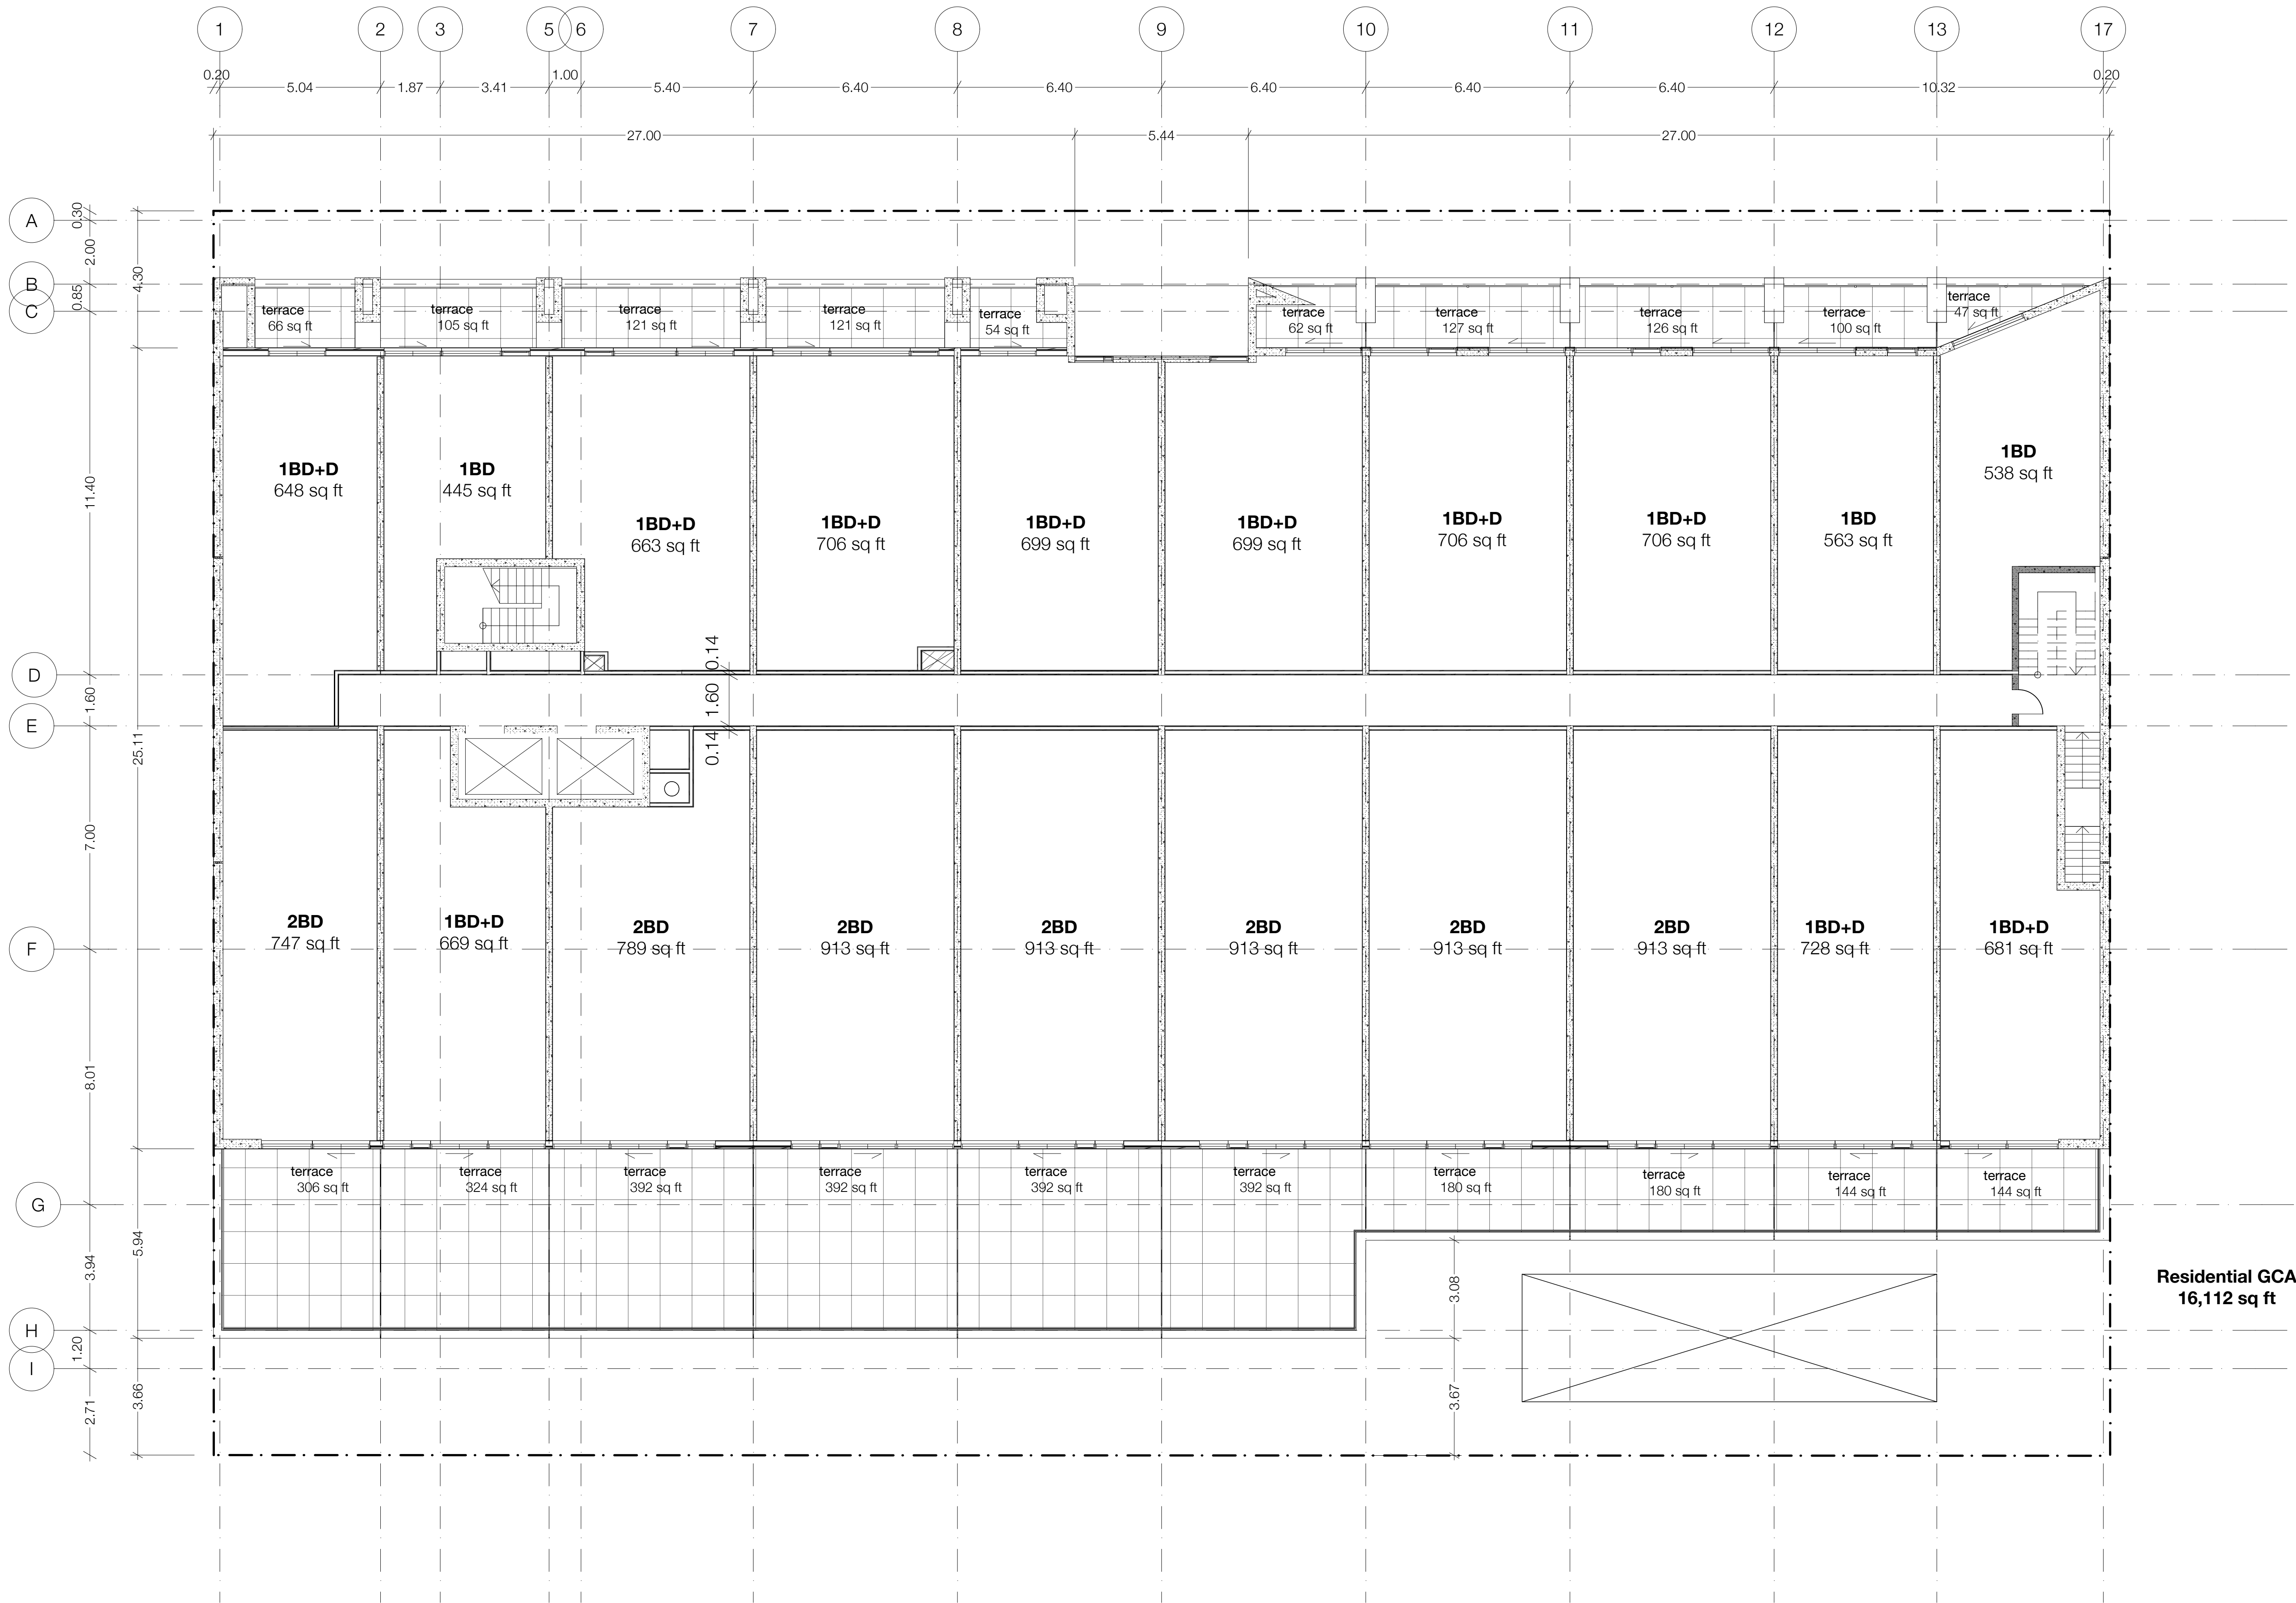 1 2 3 5 6 7 8 9 10 11 12 13 17
0.20 1.00 0.20
5.04 1.87 3.41 5.40 6.40 6.40 6.40 6.40 6.40 10.32
27.00 5.44 27.00
A
B
C
D
E
F
G
H
I
0.30
2.00
0.85
11.40
1.60
7.00
8.01
3.94
1.20
2.71
4.30
25.11
5.94
3.66
terrace
66 sq ft
terrace
105 sq ft
terrace
121 sq ft
terrace
121 sq ft
terrace
54 sq ft
terrace
62 sq ft
terrace
127 sq ft
terrace
126 sq ft
terrace
100 sq ft
terrace
47 sq ft
1BD+D
648 sq ft
1BD
445 sq ft
1BD+D
663 sq ft
1BD+D
706 sq ft
1BD+D
699 sq ft
1BD+D
699 sq ft
1BD+D
706 sq ft
1BD+D
706 sq ft
1BD
563 sq ft
1BD
538 sq ft
0.14
1.60
0.14
2BD
747 sq ft
1BD+D
669 sq ft
2BD
789 sq ft
2BD
913 sq ft
2BD
913 sq ft
2BD
913 sq ft
2BD
913 sq ft
2BD
913 sq ft
1BD+D
728 sq ft
1BD+D
681 sq ft
terrace
306 sq ft
terrace
324 sq ft
terrace
392 sq ft
terrace
392 sq ft
terrace
392 sq ft
terrace
392 sq ft
terrace
180 sq ft
terrace
180 sq ft
terrace
144 sq ft
terrace
144 sq ft
3.08
3.67
Residential GCA
16,112 sq ft